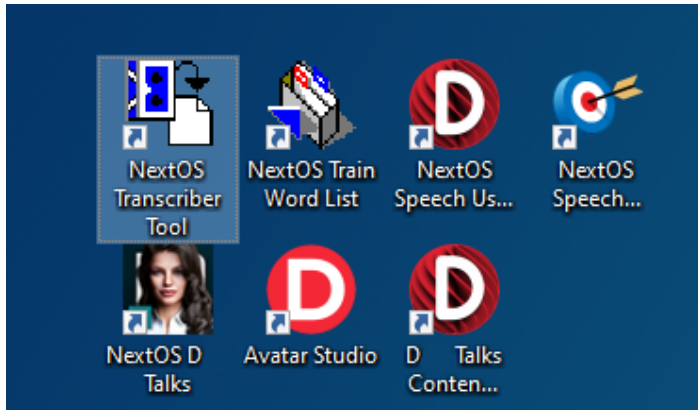 NextOS
Transcriber
Tool
NextOS Train
Word List
NextOS
Speech Us...
NextOS
Speech...
NextOS D
Talks
Avatar Studio
D Talks
Conten...